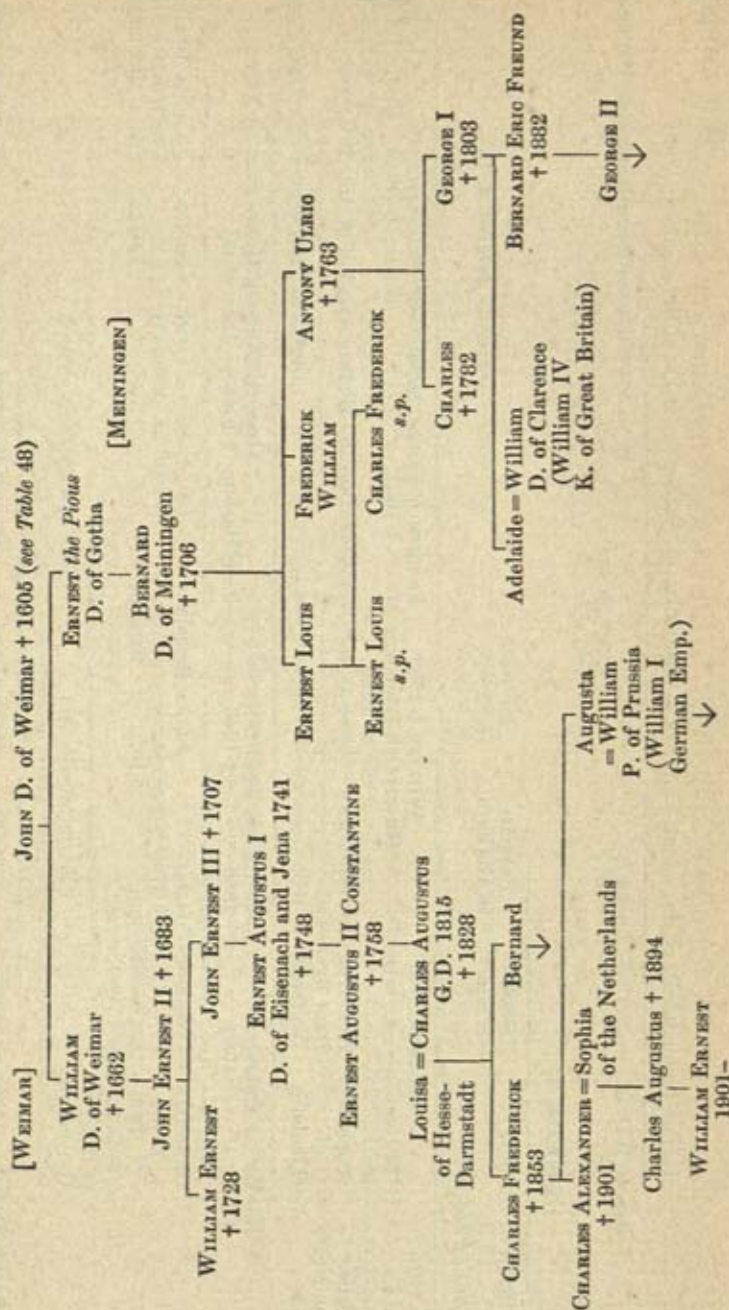 JOHN D. of Weimar † 1605 (see Table 48)
[WEIMAR]
WILLIAM
D. of Weimar
† 1662
ERNEST the Pious
D. of Gotha
[MEININGEN]
JOHN ERNEST II † 1683
BERNARD
D. of Meiningen
† 1706
WILLIAM ERNEST
† 1728
JOHN ERNEST III † 1707
ERNEST AUGUSTUS I
D. of Eisenach and Jena 1741
† 1748
ERNEST LOUIS
FREDERICK
WILLIAM
ANTONY ULRIO
† 1763
ERNEST AUGUSTUS II CONSTANTINE
† 1758
ERNEST LOUIS
s.p.
CHARLES FREDERICK
s.p.
Louisa = CHARLES AUGUSTUS
of Hesse-
Darmstadt
G.D. 1815
† 1828
CHARLES
† 1782
GEORGE I
† 1803
CHARLES FREDERICK
† 1853
Bernard
Adelaide = William
D. of Clarence
(William IV
K. of Great Britain)
BERNARD ERIC FREUND
† 1882
CHARLES ALEXANDER = Sophia
† 1901
of the Netherlands
Augusta
= William
P. of Prussia
(William I
German Emp.)
GEORGE II
Charles Augustus † 1894
WILLIAM ERNEST
1901–